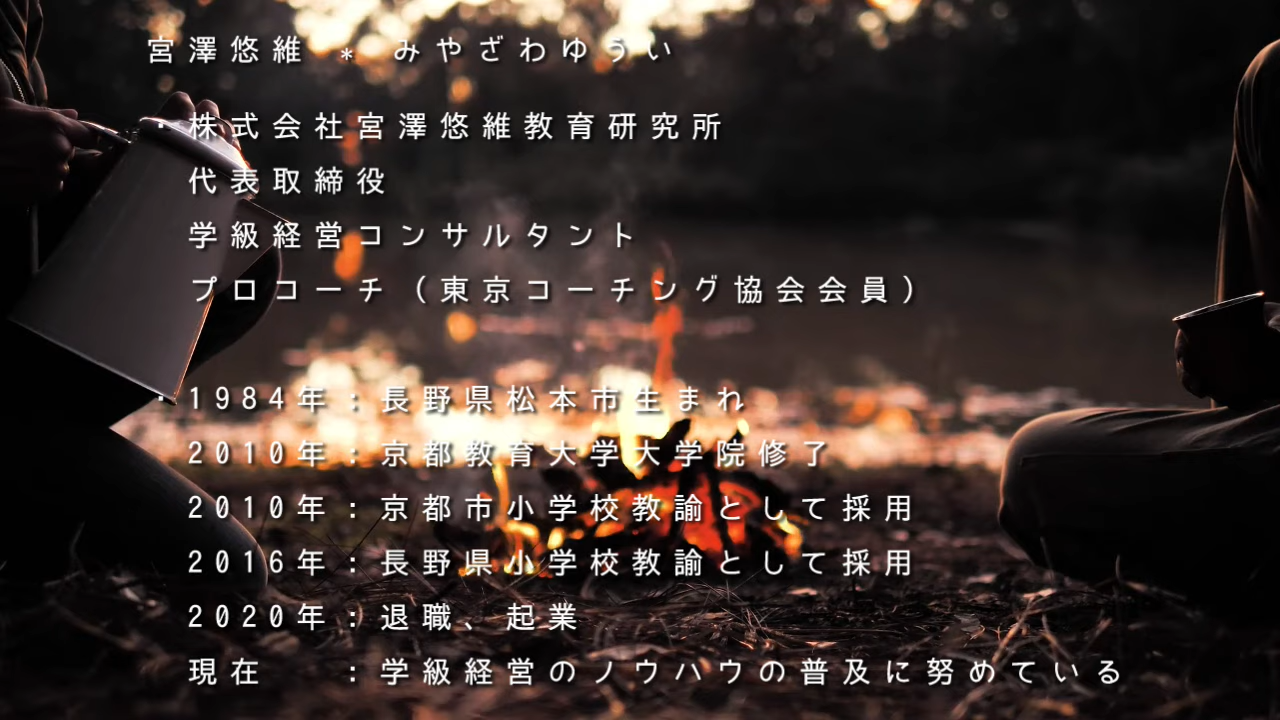 宮澤悠維 * みやざわゆうい
・株式会社宮澤悠維教育研究所
代表取締役
学級経営コンサルタント
プロコーチ(東京コーチング協会会員)
・1984年:長野県松本市生まれ
2010年:京都教育大学大学院修了
2010年:京都市小学校教諭として採用
2016年:長野県小学校教諭として採用
2020年:退職、起業
現在 :学級経営のノウハウの普及に努めている